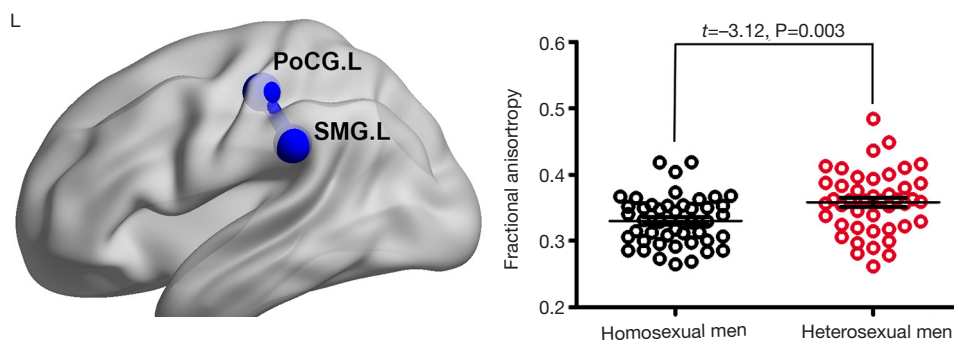 L
PoCG.L
SMG.L
t=–3.12, P=0.003
Fractional anisortropy
0.6
0.5
0.4
0.3
0.2
Homosexual men
Heterosexual men